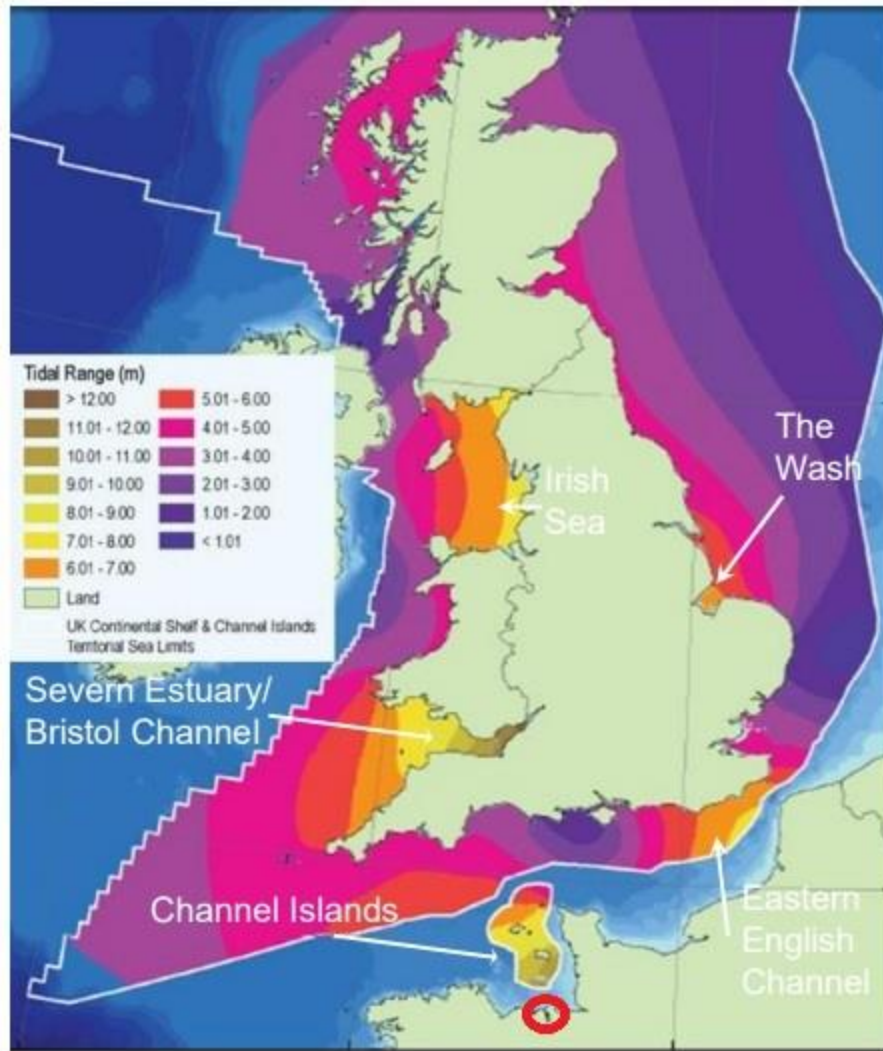 Tidal Range (m)
> 12.00
11.01 - 12.00
10.01 - 11.00
9.01 - 10.00
8.01 - 9.00
7.01 - 8.00
6.01 - 7.00
5.01 - 6.00
4.01 - 5.00
3.01 - 4.00
2.01 - 3.00
1.01 - 2.00
< 1.01
Land
UK Continental Shelf & Channel Islands
Territorial Sea Limits
The
Wash
Irish
Sea
Severn Estuary/
Bristol Channel
Channel Islands
Eastern
English
Channel